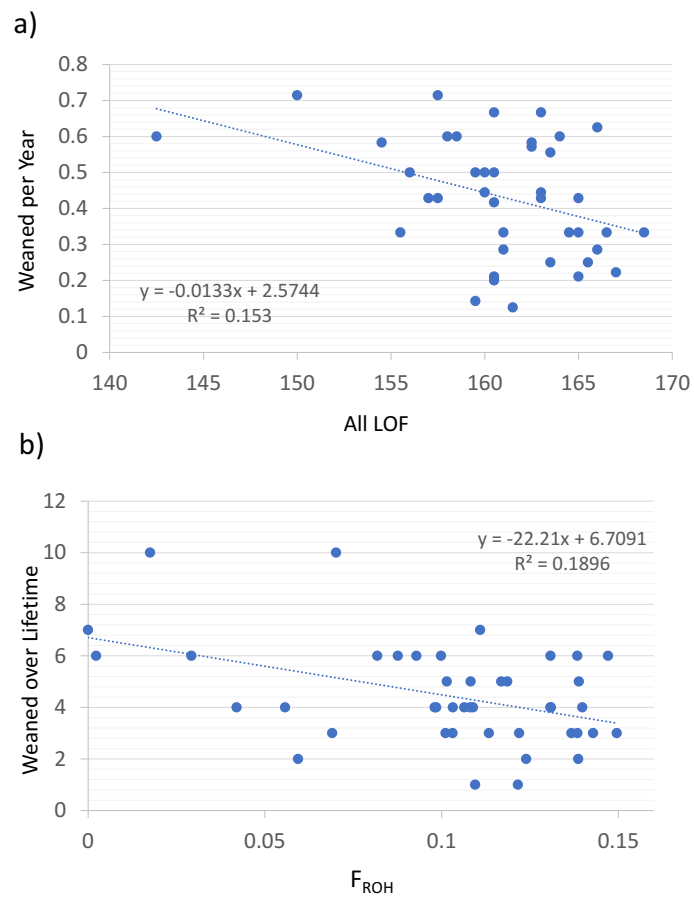 a)
0.8
0.7
0.6
0.5
0.4
0.3
0.2
0.1
0
Weaned per Year
y = -0.0133x + 2.5744
R² = 0.153
140 145 150 155 160 165 170
All LOF
b)
12
10
8
6
4
2
0
Weaned over Lifetime
y = -22.21x + 6.7091
R² = 0.1896
0 0.05 0.1 0.15
F_ROH